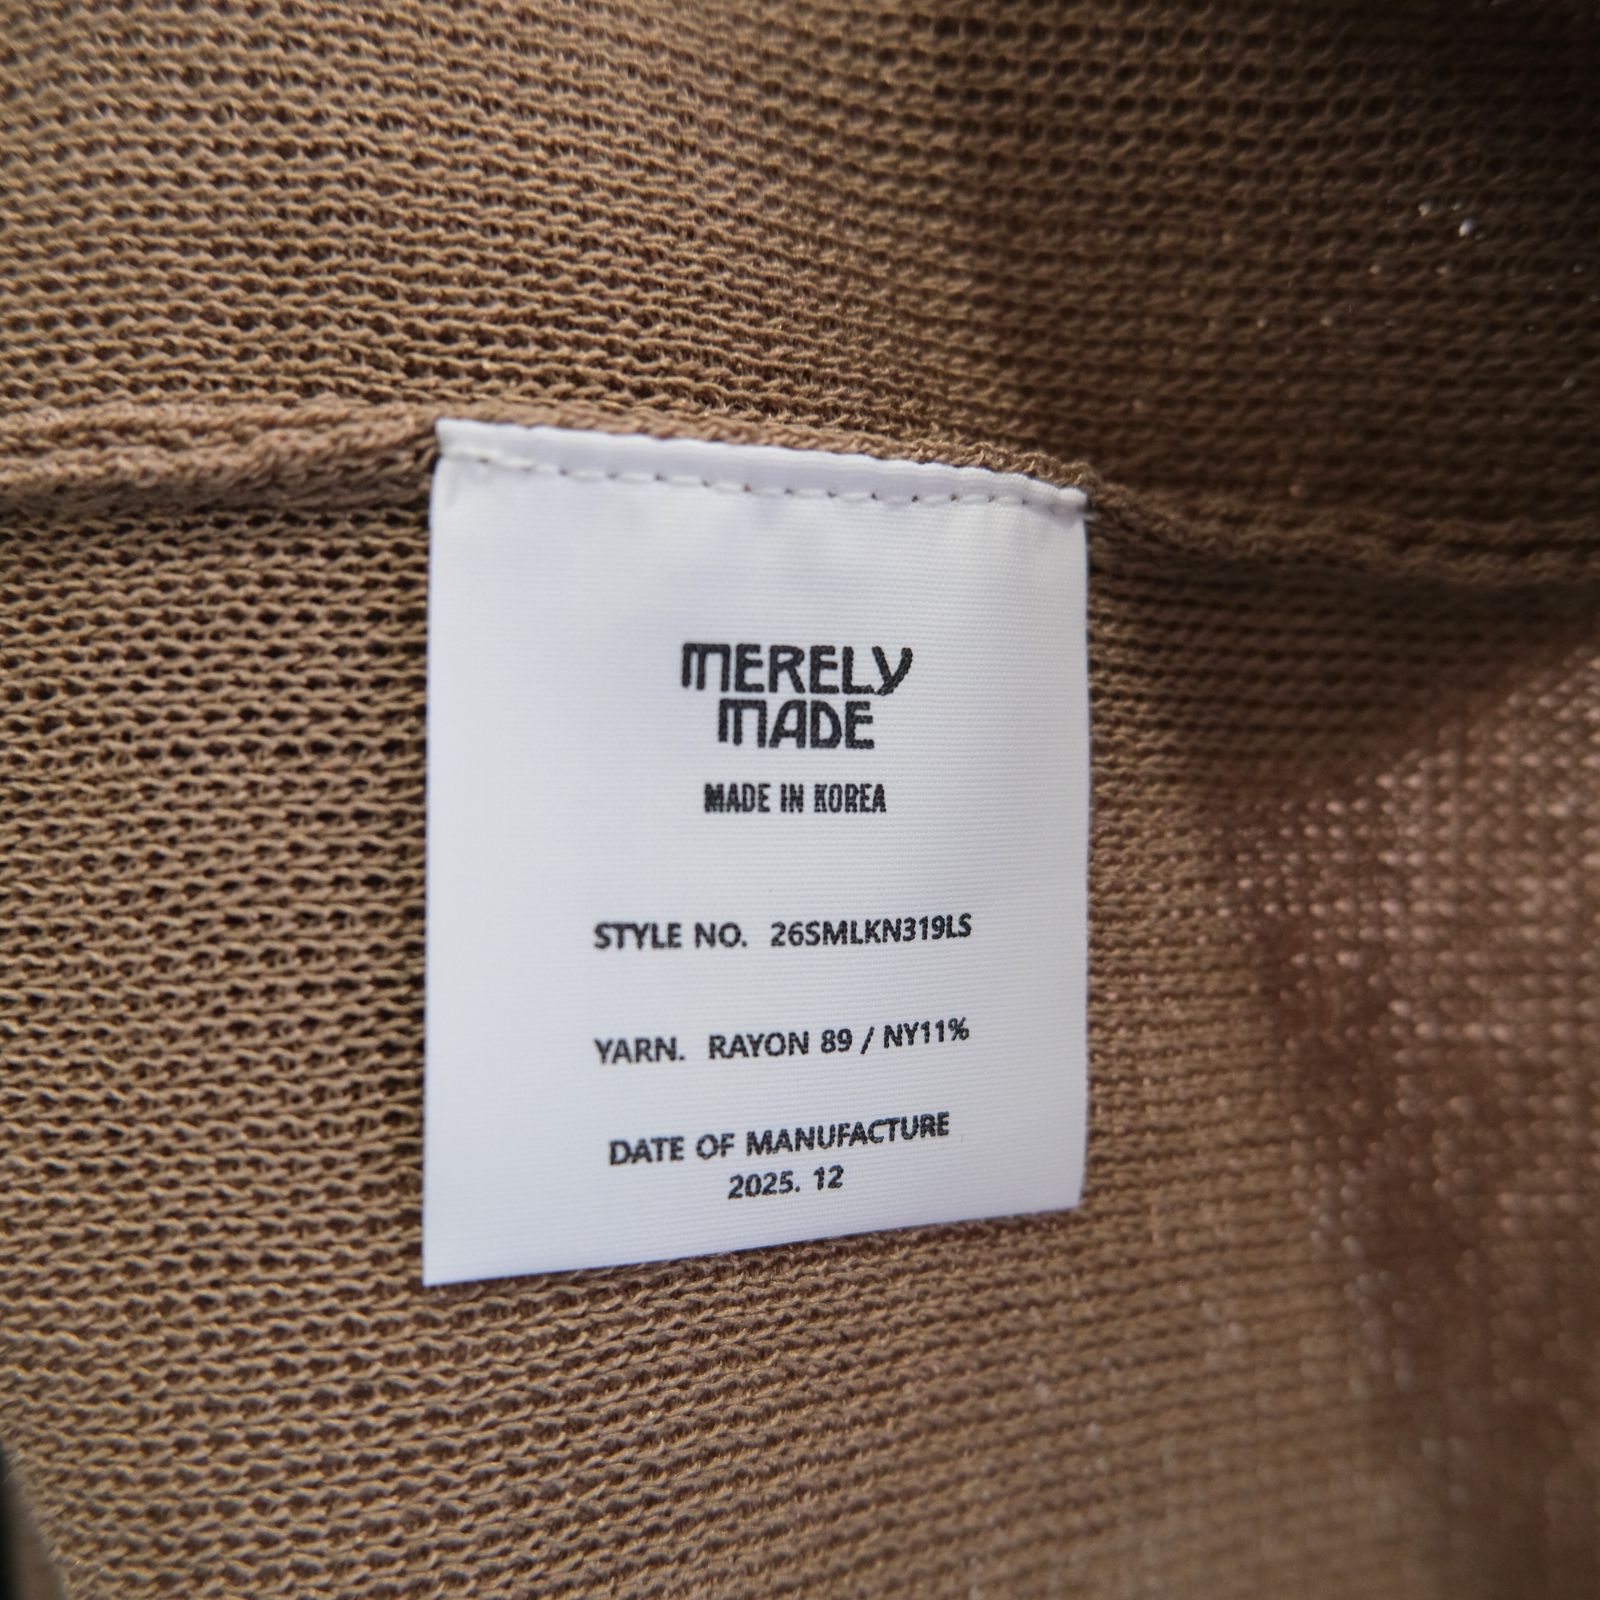 MERELY
MADE
MADE IN KOREA
STYLE NO. 26SMLKN319LS
YARN. RAYON 89 / NY11%
DATE OF MANUFACTURE
2025. 12